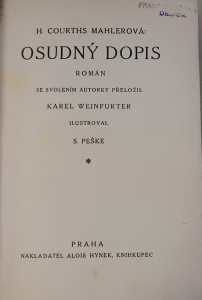 H. COURTHS MAHLEROVÁ:
OSUDNÝ DOPIS
ROMÁN
SE SVOLENÍM AUTORKY PŘELOŽIL
KAREL WEINFURTER
ILUSTROVAL
S. PEŠKE
*
PRAHA
NAKLADATEL ALOIS HYNEK, KNIHKUPEC